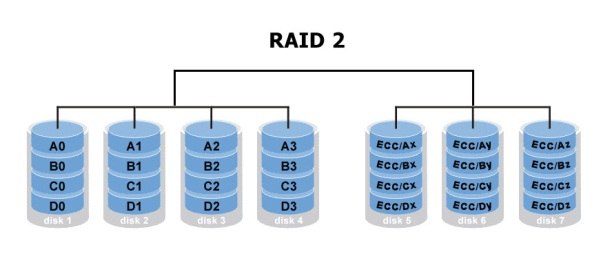 RAID 2
A0 A1 A2 A3 ECC/Ax ECC/Ay ECC/Az
B0 B1 B2 B3 ECC/Bx ECC/By ECC/Bz
C0 C1 C2 C3 ECC/Cx ECC/Cy ECC/Cz
D0 D1 D2 D3 ECC/Dx ECC/Dy ECC/Dz
disk 1 disk 2 disk 3 disk 4 disk 5 disk 6 disk 7